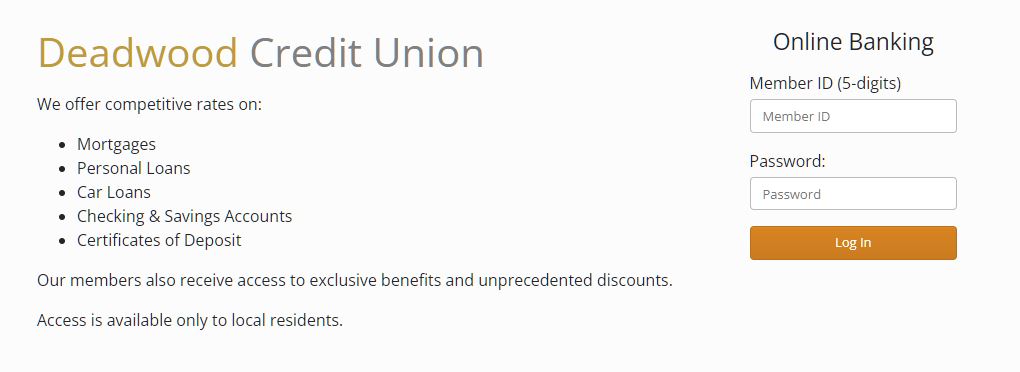 Deadwood Credit Union
We offer competitive rates on:
Mortgages
Personal Loans
Car Loans
Checking & Savings Accounts
Certificates of Deposit
Our members also receive access to exclusive benefits and unprecedented discounts.
Access is available only to local residents.
Online Banking
Member ID (5-digits)
Member ID
Password:
Password
Log In